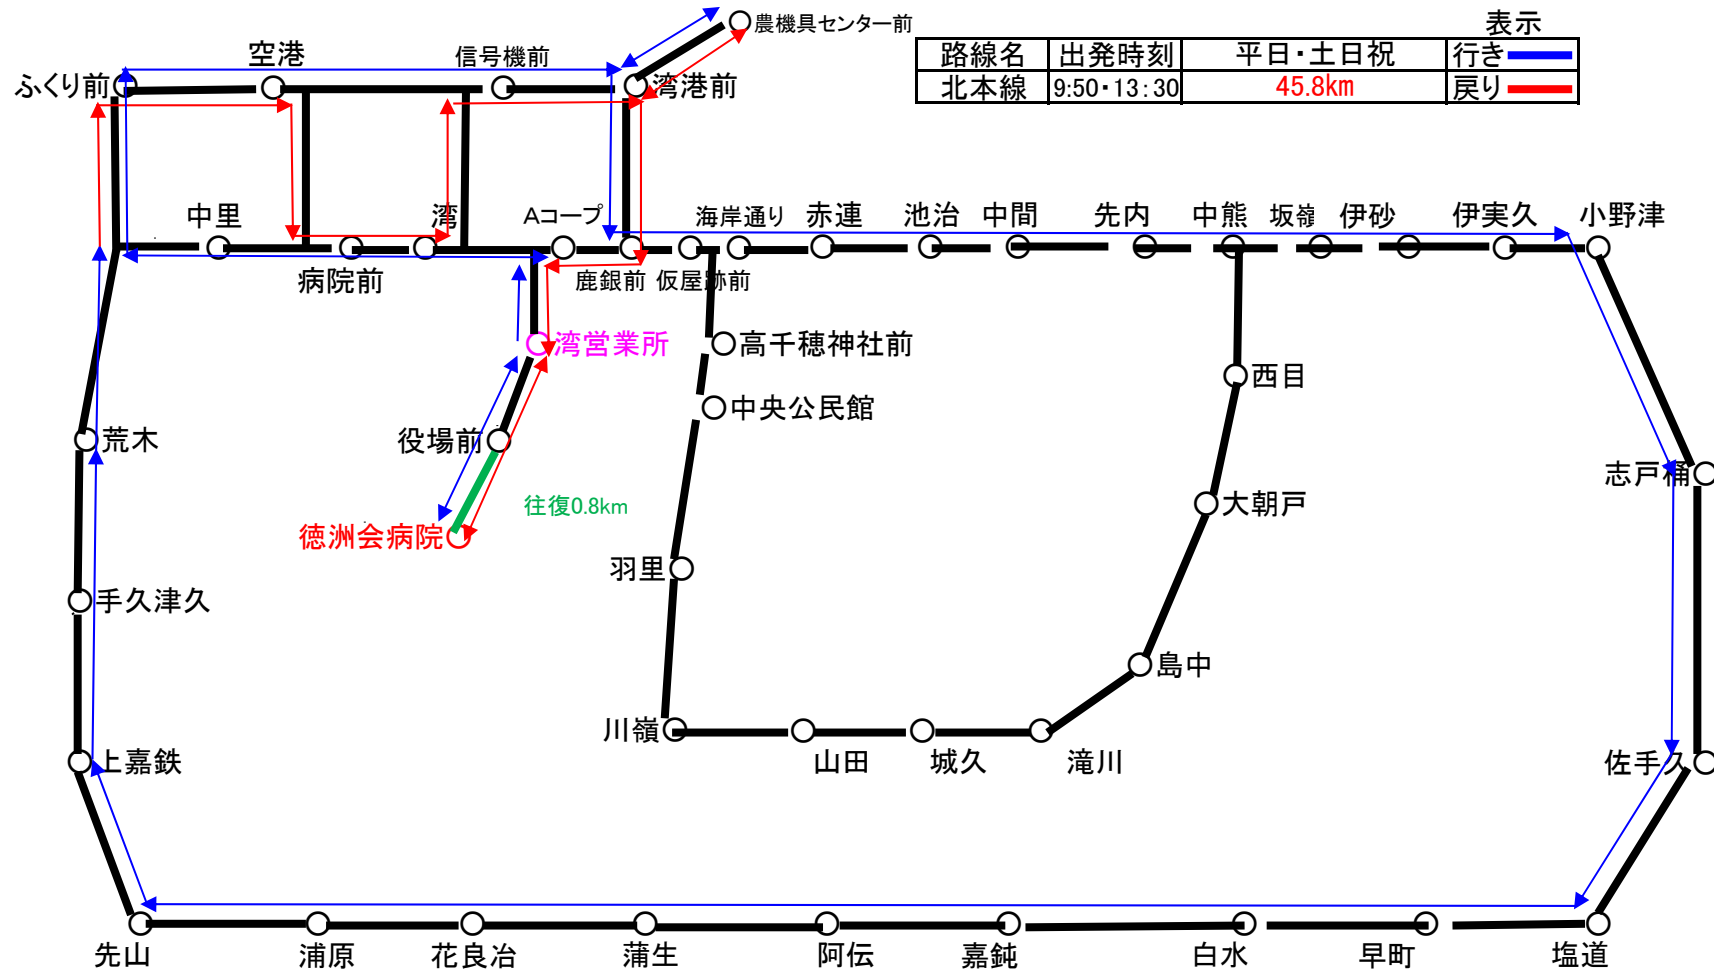 表示
路線名 出発時刻 平日・土日祝 行き
北本線 9:50・13:30 45.8km 戻り
農機具センター前
空港
信号機前
ふくり前
湾港前
中里
湾
Aコープ
海岸通り
赤連
池治
中間
先内
中熊
坂嶺
伊砂
伊実久
小野津
病院前
鹿銀前
仮屋跡前
湾営業所
高千穂神社前
西目
中央公民館
荒木
役場前
志戸桶
大朝戸
往復0.8km
徳洲会病院
羽里
手久津久
島中
川嶺
山田
城久
滝川
上嘉鉄
佐手久
先山
浦原
花良治
蒲生
阿伝
嘉鈍
白水
早町
塩道